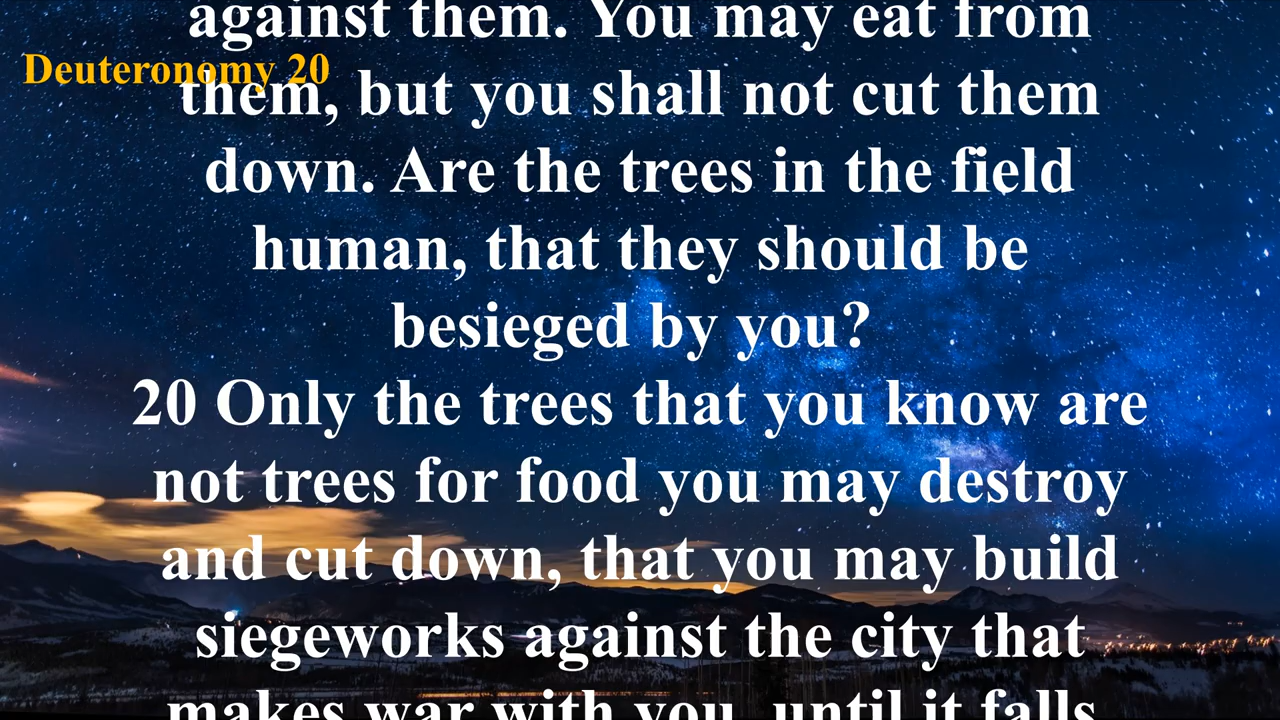 against them. You may eat from
Deuteronomy 20
them, but you shall not cut them
down. Are the trees in the field
human, that they should be
besieged by you?
20 Only the trees that you know are
not trees for food you may destroy
and cut down, that you may build
siegeworks against the city that
makes war with you, until it falls